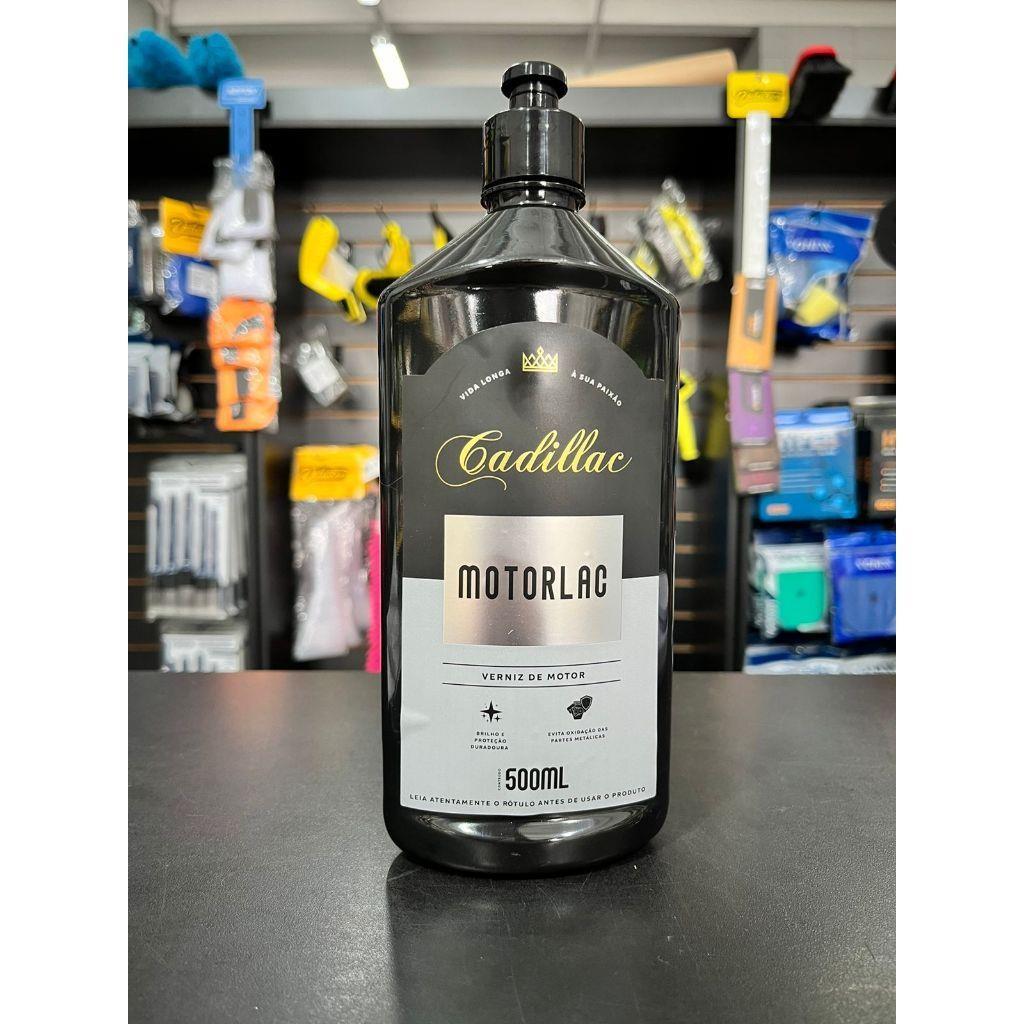 VIDA LONGA À SUA PAIXÃO
Cadillac
MOTORLAC
VERNIZ DE MOTOR
BRILHO E
PROTEÇÃO
DURADOURA
EVITA OXIDAÇÃO DAS
PARTES METÁLICAS
CONTEÚDO
500ML
LEIA ATENTAMENTE O RÓTULO ANTES DE USAR O PRODUTO